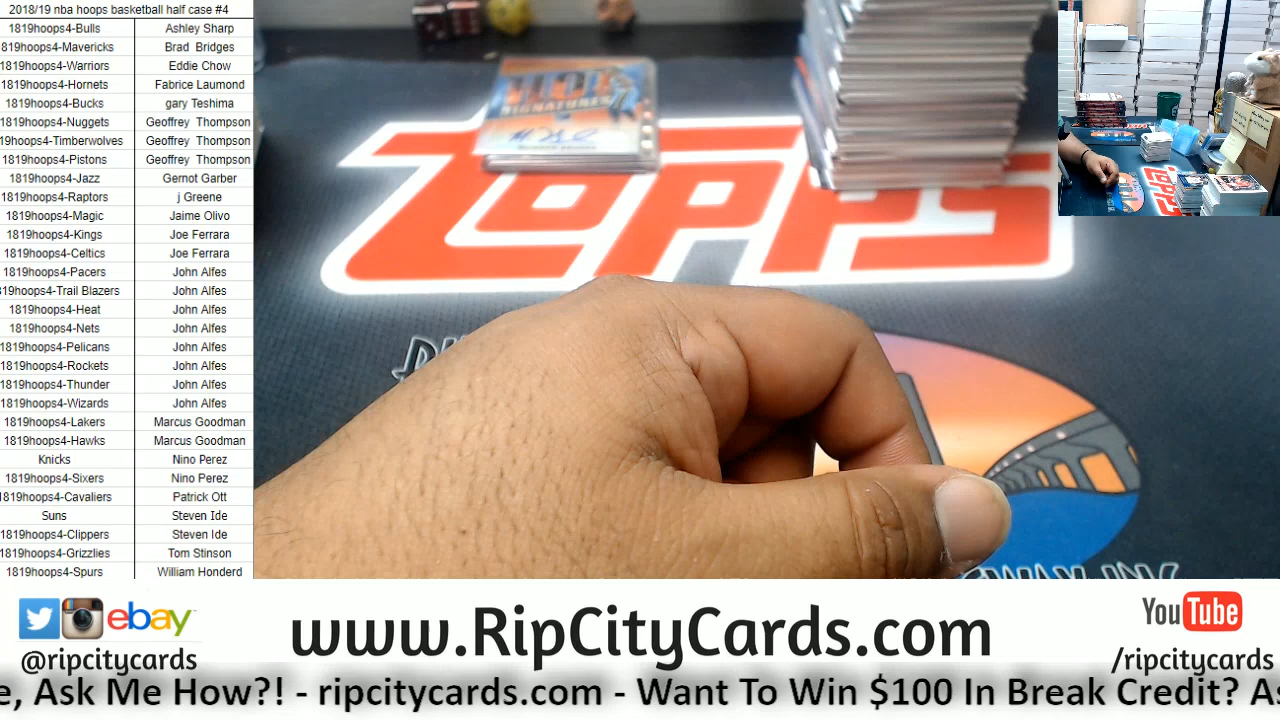 2018/19 nba hoops basketball half case #4
1819hoops4-Bulls Ashley Sharp
819hoops4-Mavericks Brad Bridges
1819hoops4-Warriors Eddie Chow
1819hoops4-Hornets Fabrice Laumond
1819hoops4-Bucks gary Teshima
1819hoops4-Nuggets Geoffrey Thompson
19hoops4-Timberwolves Geoffrey Thompson
1819hoops4-Pistons Geoffrey Thompson
1819hoops4-Jazz Gernot Garber
1819hoops4-Raptors j Greene
1819hoops4-Magic Jaime Olivo
1819hoops4-Kings Joe Ferrara
1819hoops4-Celtics Joe Ferrara
1819hoops4-Pacers John Alfes
819hoops4-Trail Blazers John Alfes
1819hoops4-Heat John Alfes
1819hoops4-Nets John Alfes
1819hoops4-Pelicans John Alfes
1819hoops4-Rockets John Alfes
1819hoops4-Thunder John Alfes
1819hoops4-Wizards John Alfes
1819hoops4-Lakers Marcus Goodman
1819hoops4-Hawks Marcus Goodman
Knicks Nino Perez
1819hoops4-Sixers Nino Perez
1819hoops4-Cavaliers Patrick Ott
Suns Steven Ide
1819hoops4-Clippers Steven Ide
1819hoops4-Grizzlies Tom Stinson
1819hoops4-Spurs William Honderd
SIGNATURES
TOPPS
ebay
@ripcitycards
www.RipCityCards.com
YouTube
/ripcitycards
e, Ask Me How?! - ripcitycards.com - Want To Win $100 In Break Credit? As